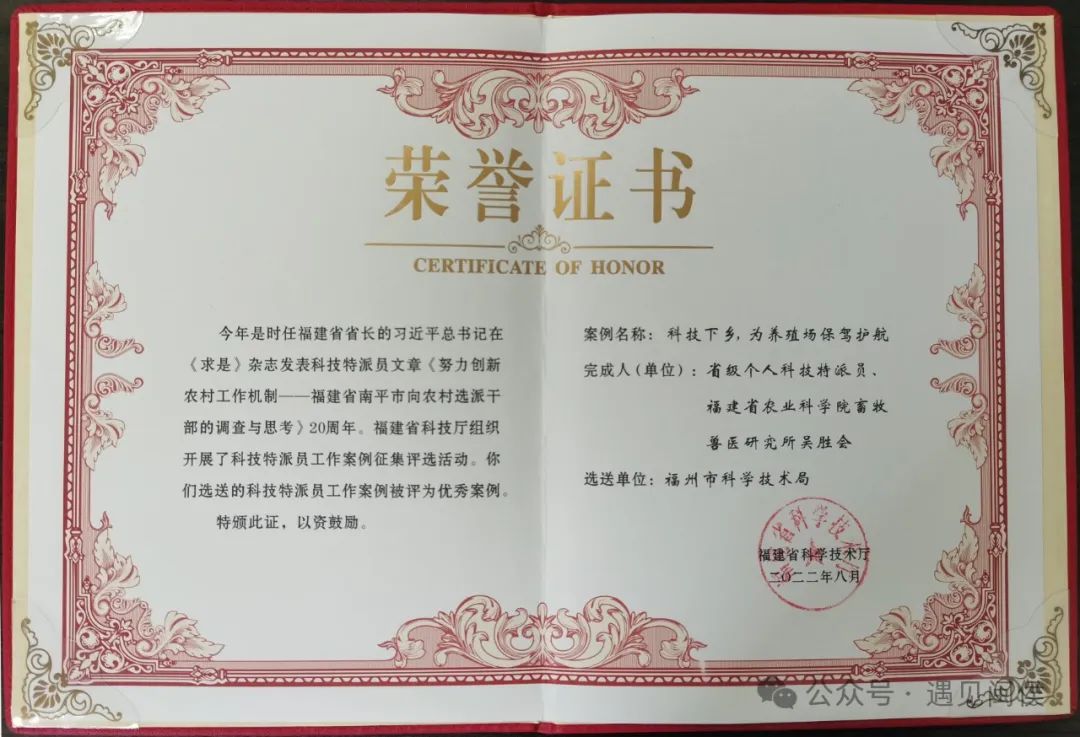 荣誉证书
CERTIFICATE OF HONOR
今年是时任福建省省长的习近平总书记在
《求是》杂志发表科技特派员文章《努力创新
农村工作机制——福建省南平市向农村选派干
部的调查与思考》20周年。福建省科技厅组织
开展了科技特派员工作案例征集评选活动。你
们选送的科技特派员工作案例被评为优秀案例。
特颁此证，以资鼓励。
案例名称：科技下乡，为养殖场保驾护航
完成人（单位）：省级个人科技特派员、
福建省农业科学院畜牧
兽医研究所吴胜会
选送单位：福州市科学技术局
福建省科学技术厅
二〇二二年八月
公众号·遇见闽侯